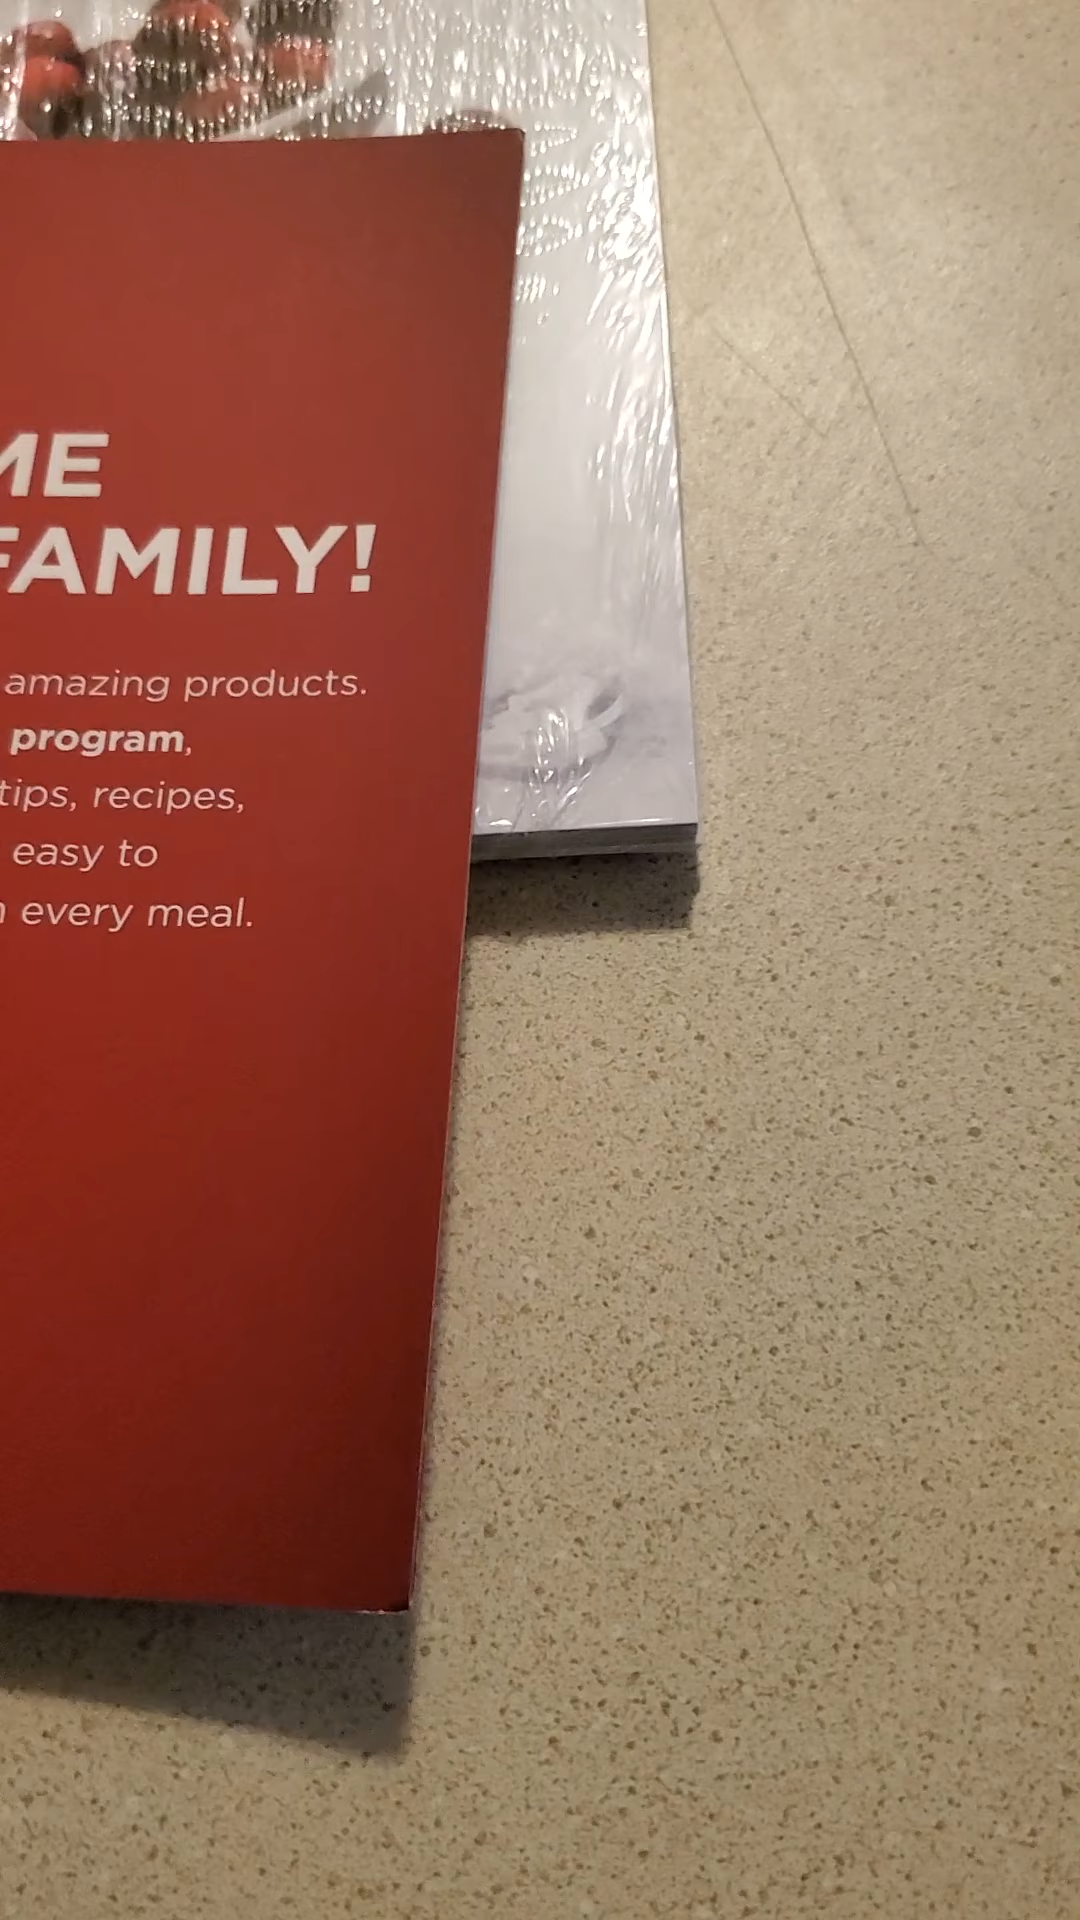 ME
FAMILY!
amazing products.
program,
tips, recipes,
easy to
every meal.